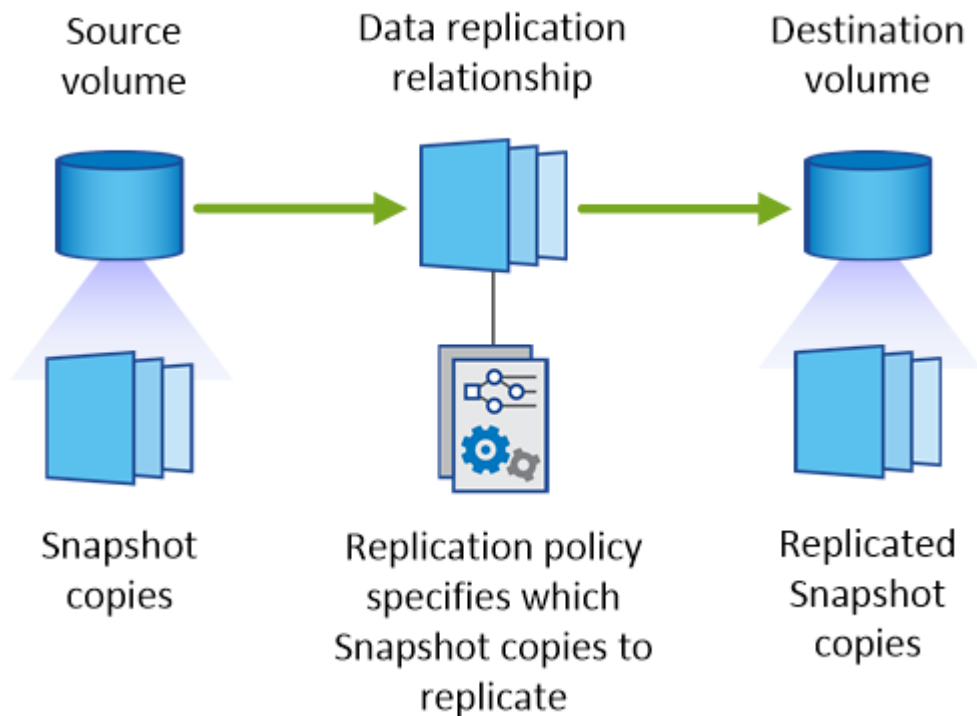 Source
volume
Data replication
relationship
Destination
volume
Snapshot
copies
Replication policy
specifies which
Snapshot copies to
replicate
Replicated
Snapshot
copies